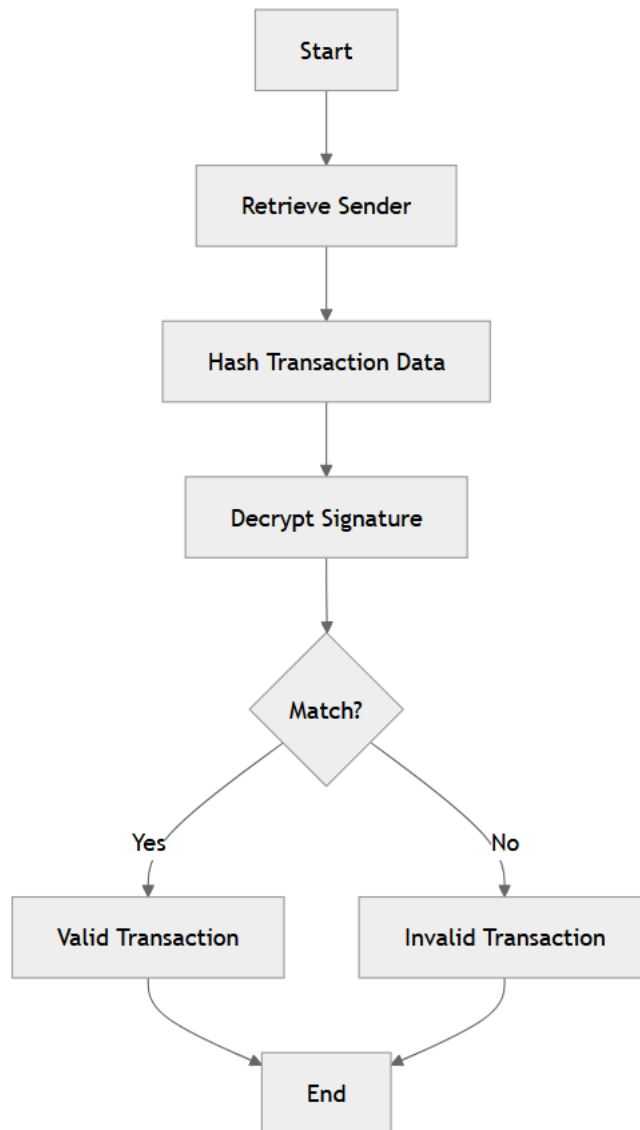 Start
Retrieve Sender
Hash Transaction Data
Decrypt Signature
Match?
Yes
No
Valid Transaction
Invalid Transaction
End